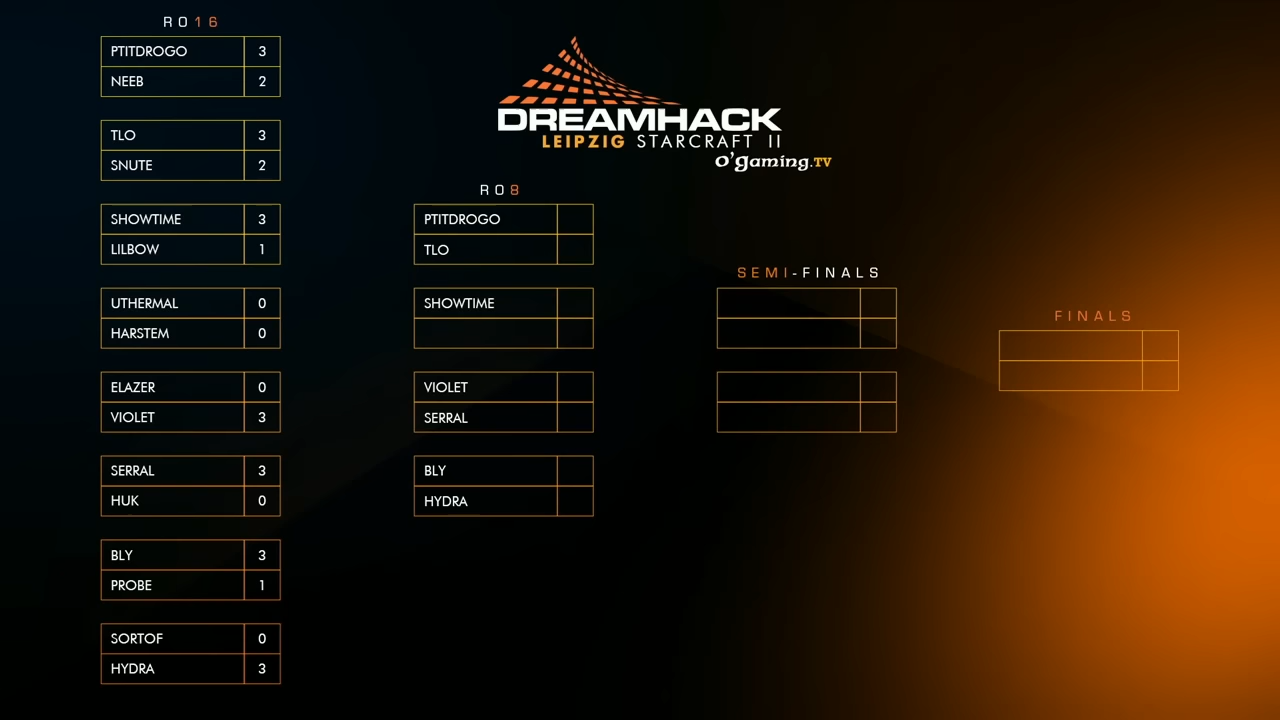 RO16
PTITDROGO 3
NEEB 2
TLO 3
SNUTE 2
SHOWTIME 3
LILBOW 1
UTHERMAL 0
HARSTEM 0
ELAZER 0
VIOLET 3
SERRAL 3
HUK 0
BLY 3
PROBE 1
SORTOF 0
HYDRA 3
DREAMHACK
LEIPZIG STARCRAFT II
O'Gaming.TV
RO8
PTITDROGO
TLO
SHOWTIME
VIOLET
SERRAL
BLY
HYDRA
SEMI-FINALS
FINALS